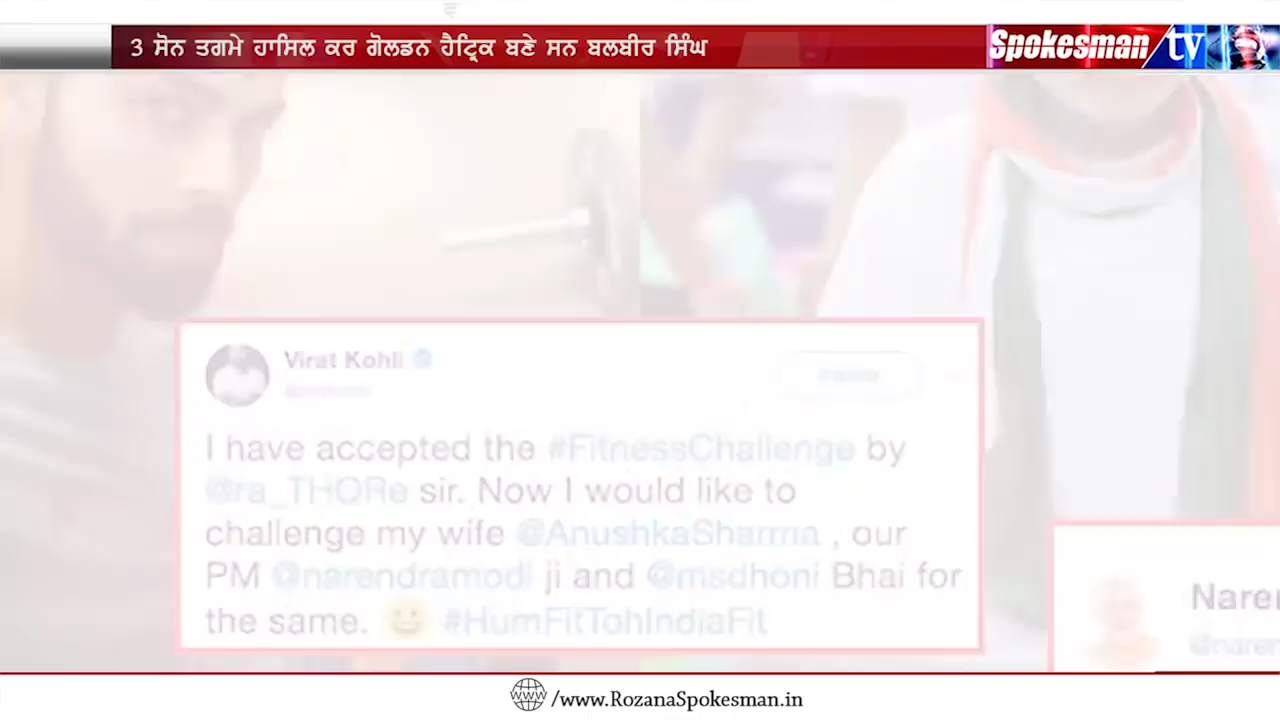 3 ਸੋਨ ਤਗਮੇ ਹਾਸਿਲ ਕਰ ਗੋਲਡਨ ਹੈਟ੍ਰਿਕ ਬਣੇ ਸਨ ਬਲਬੀਰ ਸਿੰਘ
Spokesman tv
Virat Kohli
I have accepted the #FitnessChallenge by
@ra_THORe sir. Now I would like to
challenge my wife @AnushkaSharma , our
PM @narendramodi ji and @msdhoni Bhai for
the same. 🙂 #HumFitTohIndiaFit
Naren
@naren
/www.RozanaSpokesman.in